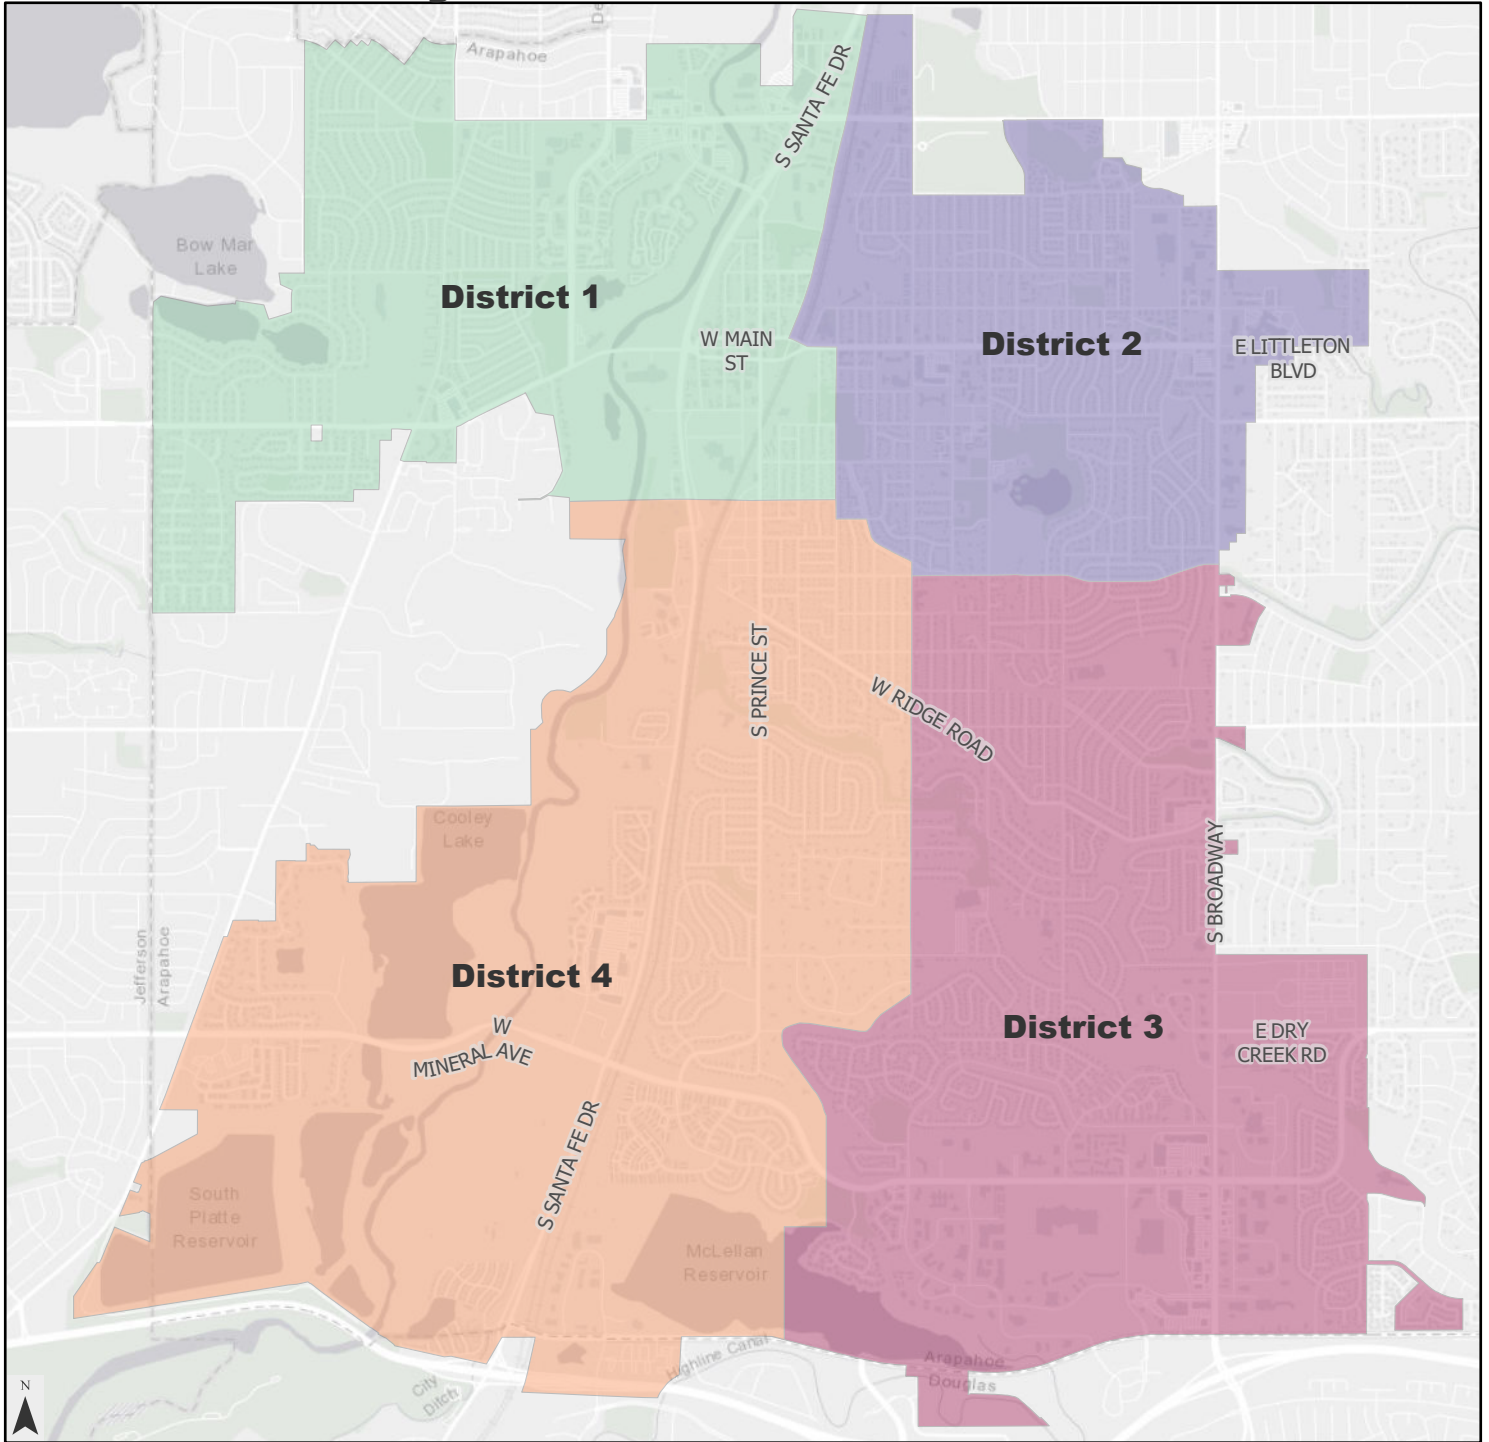 De
Arapahoe
S SANTA FE DR
Bow Mar
Lake
District 1
W MAIN
ST
District 2
E LITTLETON
BLVD
S PRINCE ST
W RIDGE ROAD
Cooley
Lake
S BROADWAY
Jefferson
Arapahoe
District 4
W
MINERAL AVE
District 3
E DRY
CREEK RD
S SANTA FE DR
South
Platte
Reservoir
McLellan
Reservoir
Highline Canal
Arapahoe
Douglas
City
Ditch
N